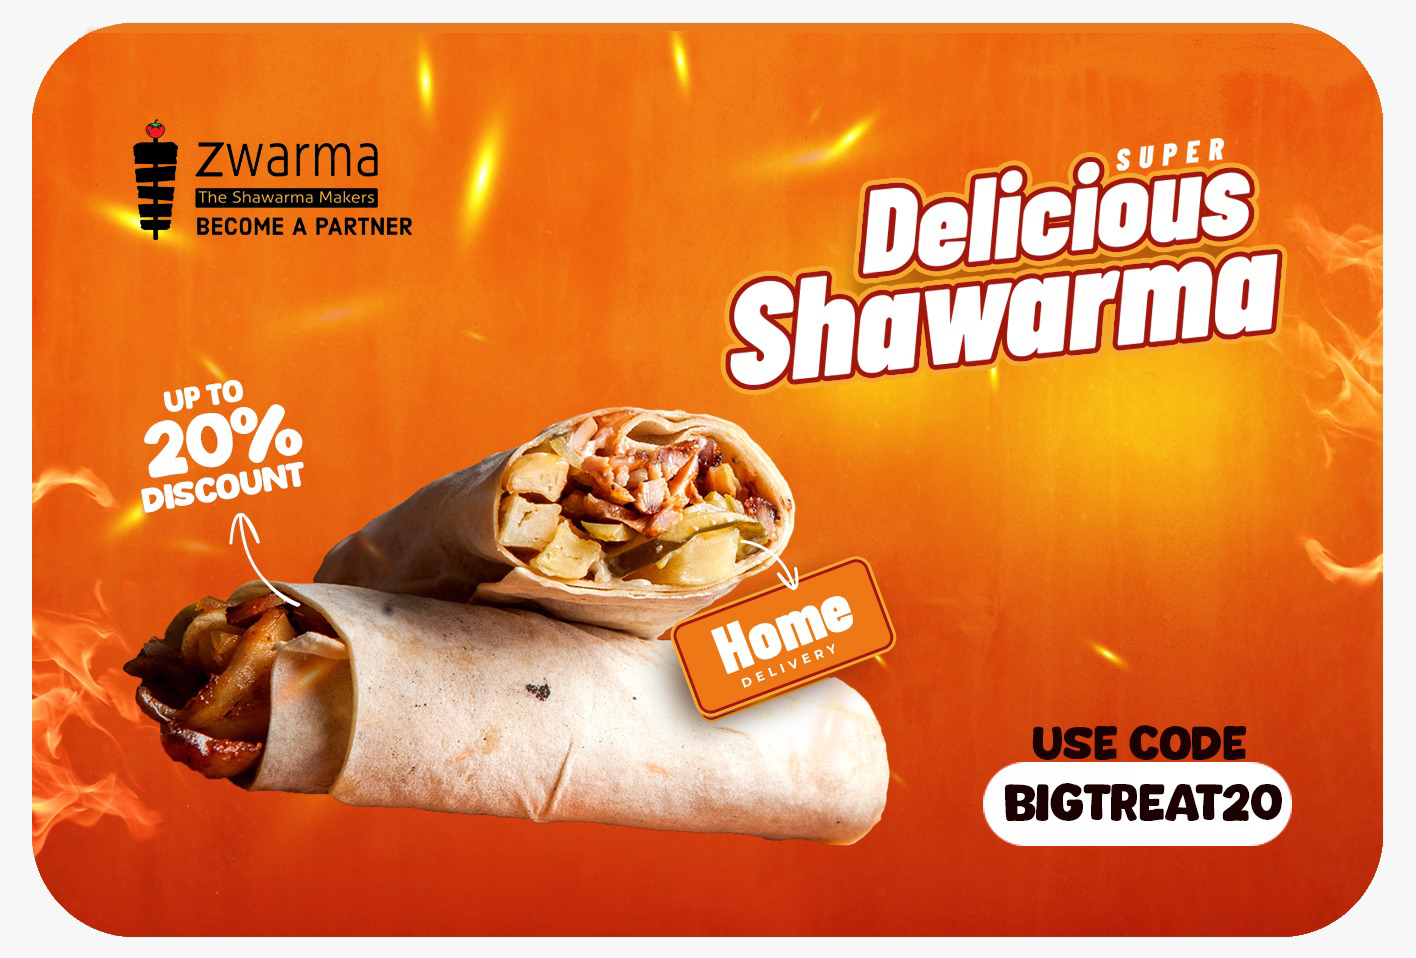 zwarma
The Shawarma Makers
BECOME A PARTNER
SUPER
Delicious
Shawarma
UP TO
20%
DISCOUNT
Home
DELIVERY
USE CODE
BIGTREAT20